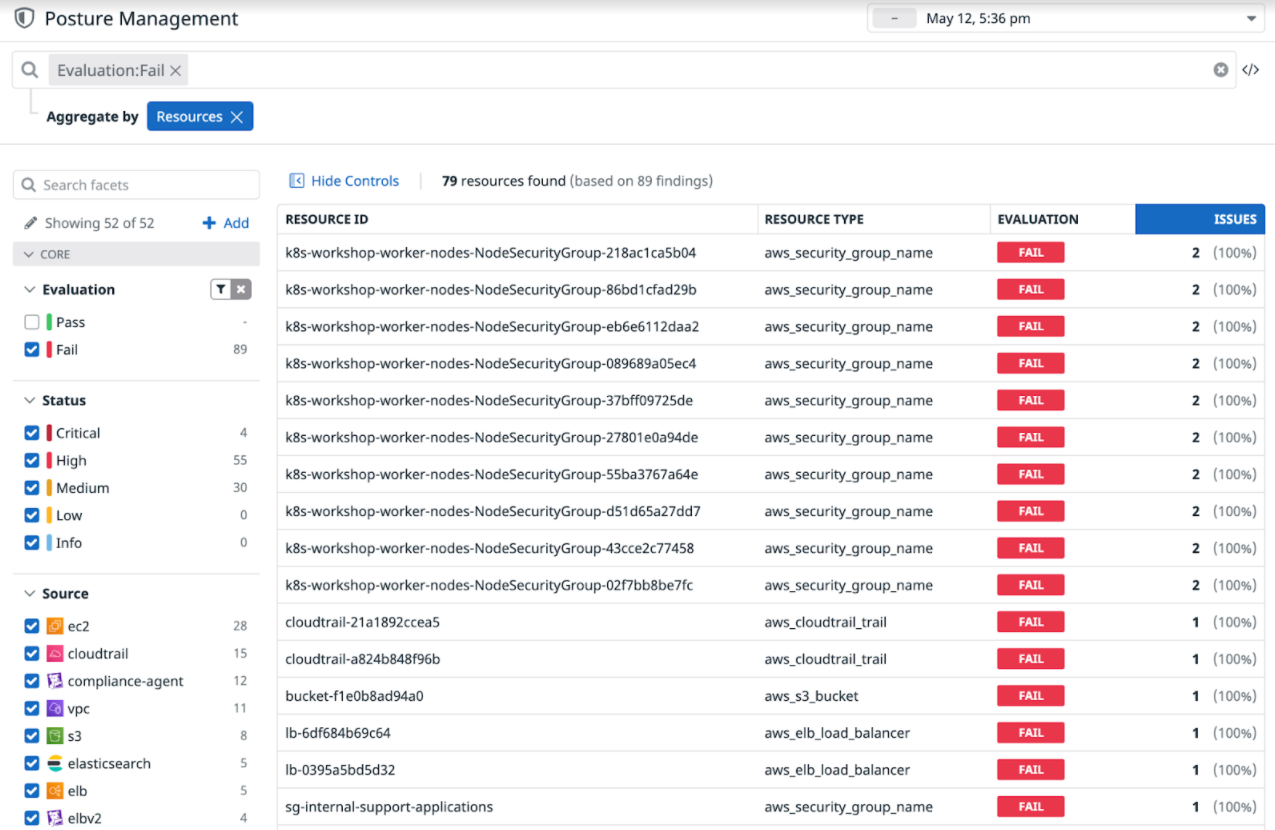 Posture Management
– May 12, 5:36 pm
Evaluation:Fail
</>
Aggregate by Resources
Search facets
Hide Controls
79 resources found (based on 89 findings)
Showing 52 of 52
Add
CORE
Evaluation
Pass -
Fail 89
Status
Critical 4
High 55
Medium 30
Low 0
Info 0
Source
ec2 28
cloudtrail 15
compliance-agent 12
vpc 11
s3 8
elasticsearch 5
elb 5
elbv2 4
RESOURCE ID RESOURCE TYPE EVALUATION ISSUES
k8s-workshop-worker-nodes-NodeSecurityGroup-218ac1ca5b04 aws_security_group_name FAIL 2 (100%)
k8s-workshop-worker-nodes-NodeSecurityGroup-86bd1cfad29b aws_security_group_name FAIL 2 (100%)
k8s-workshop-worker-nodes-NodeSecurityGroup-eb6e6112daa2 aws_security_group_name FAIL 2 (100%)
k8s-workshop-worker-nodes-NodeSecurityGroup-089689a05ec4 aws_security_group_name FAIL 2 (100%)
k8s-workshop-worker-nodes-NodeSecurityGroup-37bff09725de aws_security_group_name FAIL 2 (100%)
k8s-workshop-worker-nodes-NodeSecurityGroup-27801e0a94de aws_security_group_name FAIL 2 (100%)
k8s-workshop-worker-nodes-NodeSecurityGroup-55ba3767a64e aws_security_group_name FAIL 2 (100%)
k8s-workshop-worker-nodes-NodeSecurityGroup-d51d65a27dd7 aws_security_group_name FAIL 2 (100%)
k8s-workshop-worker-nodes-NodeSecurityGroup-43cce2c77458 aws_security_group_name FAIL 2 (100%)
k8s-workshop-worker-nodes-NodeSecurityGroup-02f7bb8be7fc aws_security_group_name FAIL 2 (100%)
cloudtrail-21a1892ccea5 aws_cloudtrail_trail FAIL 1 (100%)
cloudtrail-a824b848f96b aws_cloudtrail_trail FAIL 1 (100%)
bucket-f1e0b8ad94a0 aws_s3_bucket FAIL 1 (100%)
lb-6df684b69c64 aws_elb_load_balancer FAIL 1 (100%)
lb-0395a5bd5d32 aws_elb_load_balancer FAIL 1 (100%)
sg-internal-support-applications aws_security_group_name FAIL 1 (100%)